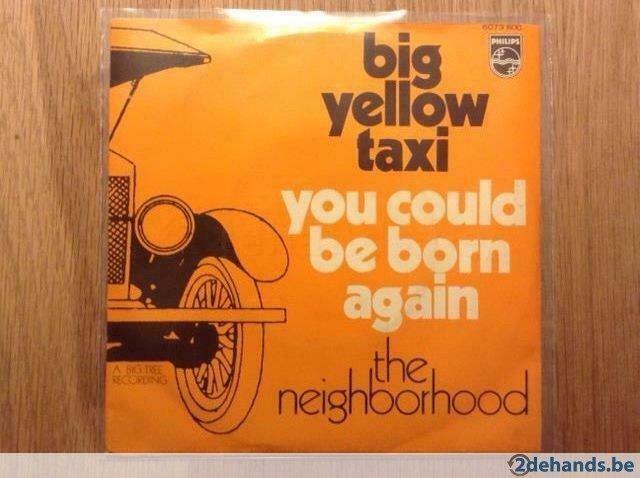 6073 800
PHILIPS
big
yellow
taxi
you could
be born
again
the
neighborhood
A BIG TREE
RECORDING
2dehands.be